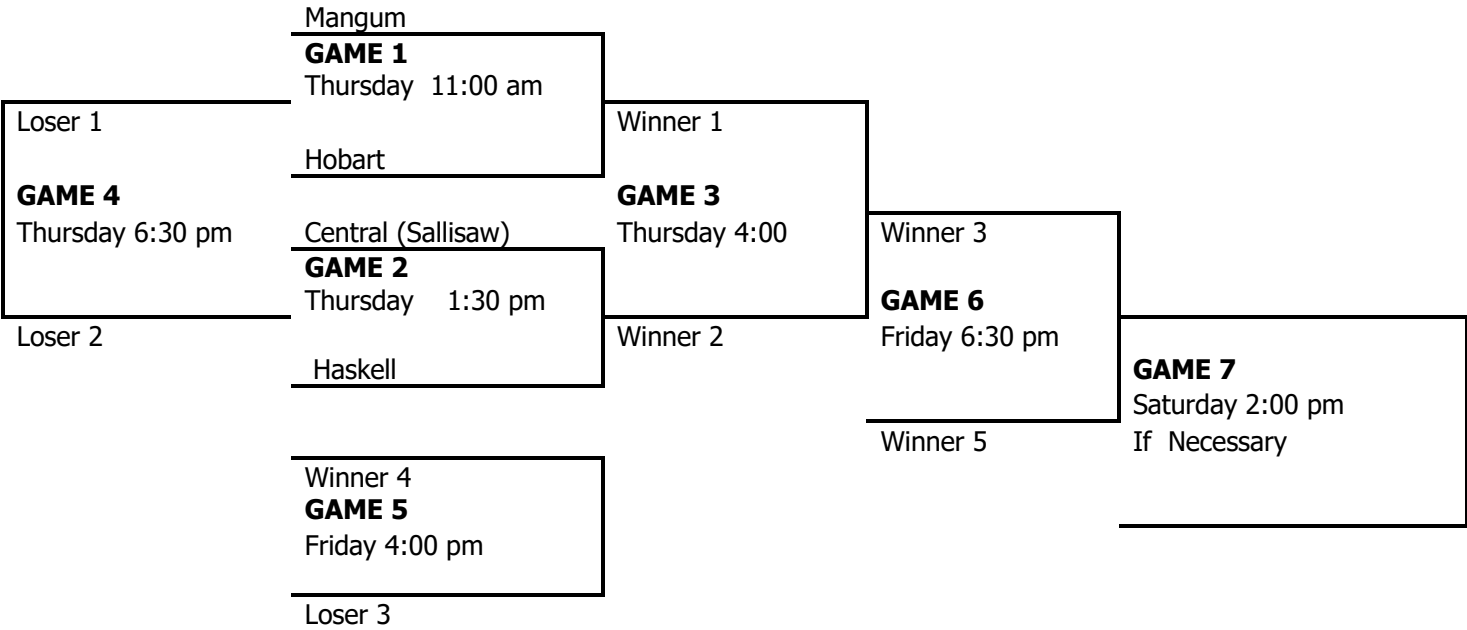 Mangum
GAME 1
Thursday 11:00 am
Loser 1
Winner 1
Hobart
GAME 4
GAME 3
Thursday 6:30 pm
Central (Sallisaw)
Thursday 4:00
Winner 3
GAME 2
Thursday 1:30 pm
GAME 6
Loser 2
Winner 2
Friday 6:30 pm
Haskell
GAME 7
Saturday 2:00 pm
Winner 5
If Necessary
Winner 4
GAME 5
Friday 4:00 pm
Loser 3